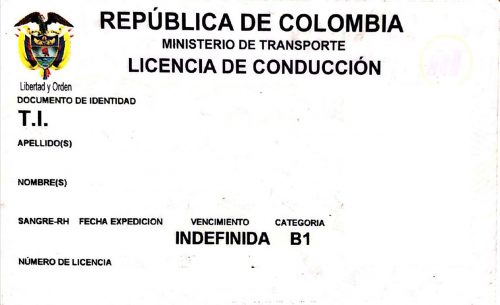 REPÚBLICA DE COLOMBIA
MINISTERIO DE TRANSPORTE
LICENCIA DE CONDUCCIÓN
Libertad y Orden
DOCUMENTO DE IDENTIDAD
T.I.
APELLIDO(S)
NOMBRE(S)
SANGRE-RH FECHA EXPEDICION VENCIMIENTO CATEGORIA
INDEFINIDA B1
NÚMERO DE LICENCIA